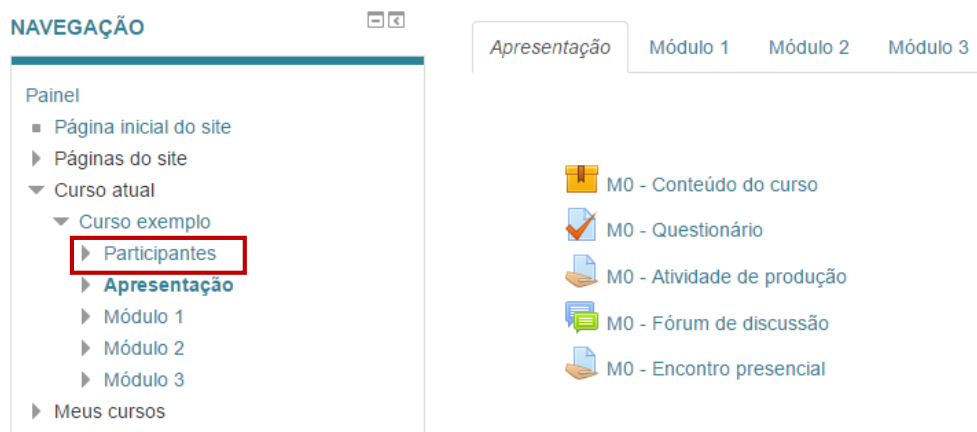 NAVEGAÇÃO
Painel
Página inicial do site
Páginas do site
Curso atual
Curso exemplo
Participantes
Apresentação
Módulo 1
Módulo 2
Módulo 3
Meus cursos
Apresentação Módulo 1 Módulo 2 Módulo 3
M0 - Conteúdo do curso
M0 - Questionário
M0 - Atividade de produção
M0 - Fórum de discussão
M0 - Encontro presencial